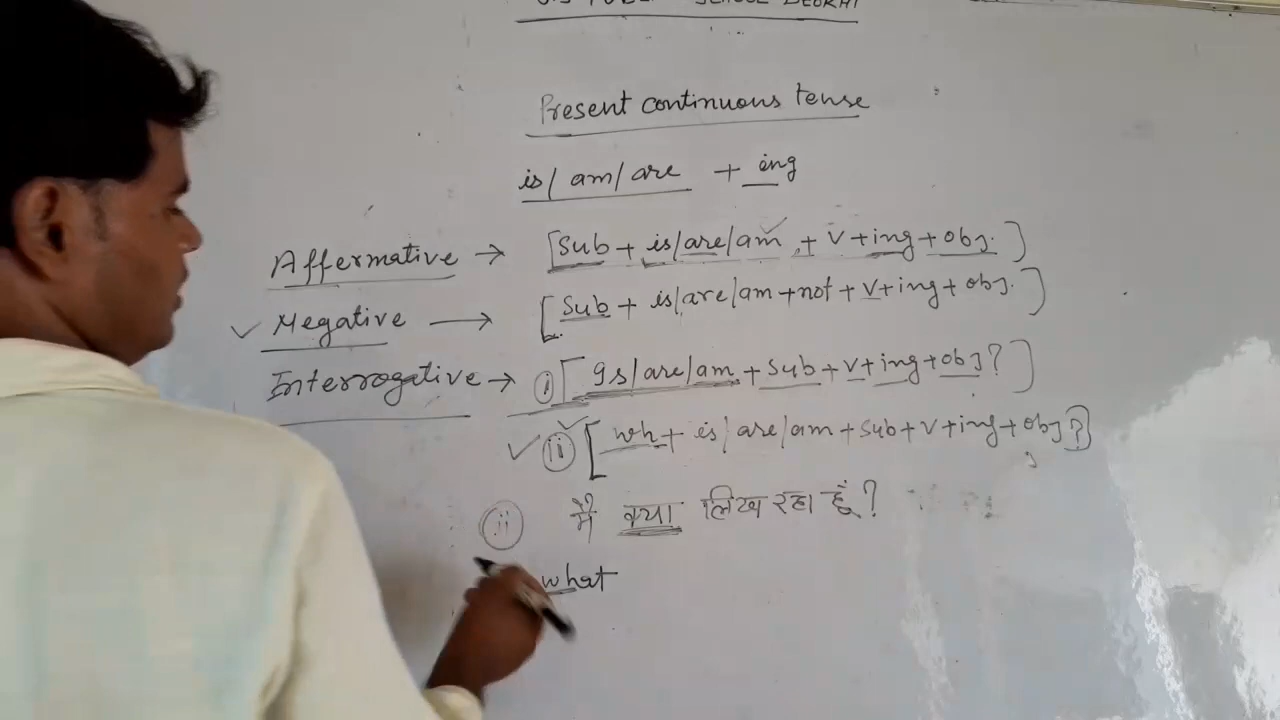 SCHOOL DEORHI
Present continuous tense
is/ am/ are + ing
Affermative → [Sub + is/are/am + V+ing+obj.]
✓ Negative → [Sub + is/are/am+not+V+ing+obj.]
Interrogative → i [Is/are/am+Sub+V+ing+obj?]
✓ ii [wh+ is/are/am+Sub+V+ing+obj?]
ii मैं क्या लिख रहा हूँ?
what